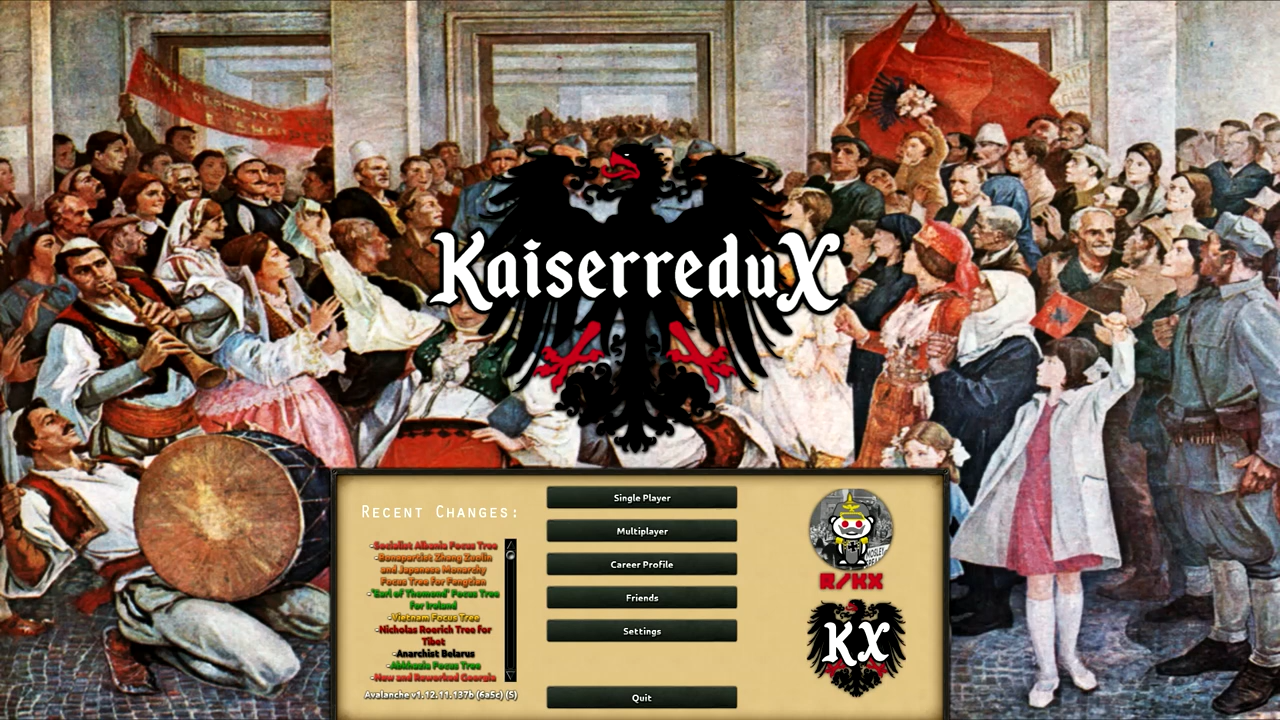 KaiserreduX
RECENT CHANGES:
-Socialist Albania Focus Tree
-Bonapartist Zhang Zuolin
and Japanese Monarchy
Focus Tree for Fengtian
-'Earl of Thomond' Focus Tree
for Ireland
-Vietnam Focus Tree
-Nicholas Roerich Tree for
Tibet
-Anarchist Belarus
-Abkhazia Focus Tree
-New and Reworked Georgia
Avalanche v1.12.11.137b (6a5c) (S)
Single Player
Multiplayer
Career Profile
Friends
Settings
Quit
MOSLEY
R/KX
KX